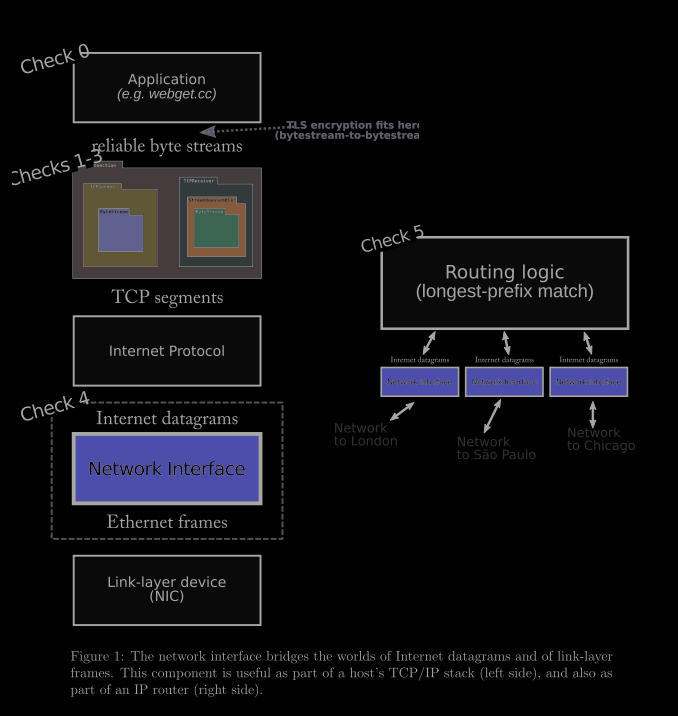 Check 0
Application
(e.g. webget.cc)
TLS encryption fits here
(bytestream-to-bytestrea
reliable byte streams
Checks 1-3
TCPReceiver
ByteStream
ByteStream
TCP segments
Internet Protocol
Check 4
Internet datagrams
Network Interface
Ethernet frames
Link-layer device
(NIC)
Check 5
Routing logic
(longest-prefix match)
Internet datagrams
Internet datagrams
Internet datagrams
Network Interface
Network Interface
Network Interface
Network
to London
Network
to São Paulo
Network
to Chicago
Figure 1: The network interface bridges the worlds of Internet datagrams and of link-layer
frames. This component is useful as part of a host's TCP/IP stack (left side), and also as
part of an IP router (right side).